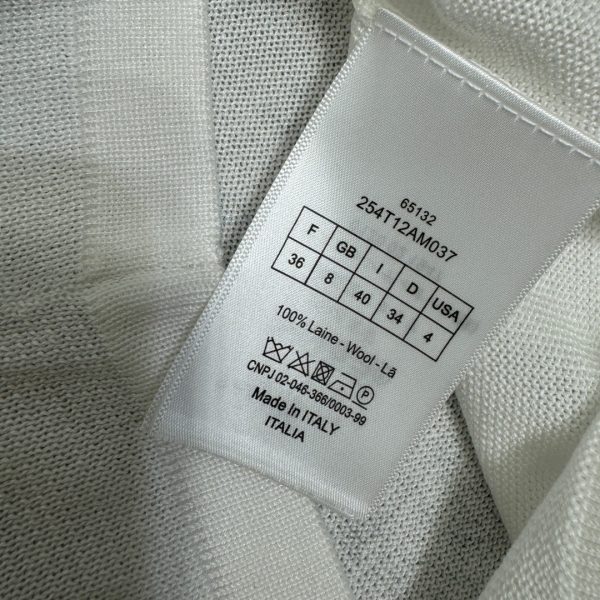 65132
254T12AM037
F GB I D USA
36 8 40 34 4
100% Laine - Wool - Lã
P
CNPJ 02-046-366/0003-99
Made In ITALY
ITALIA